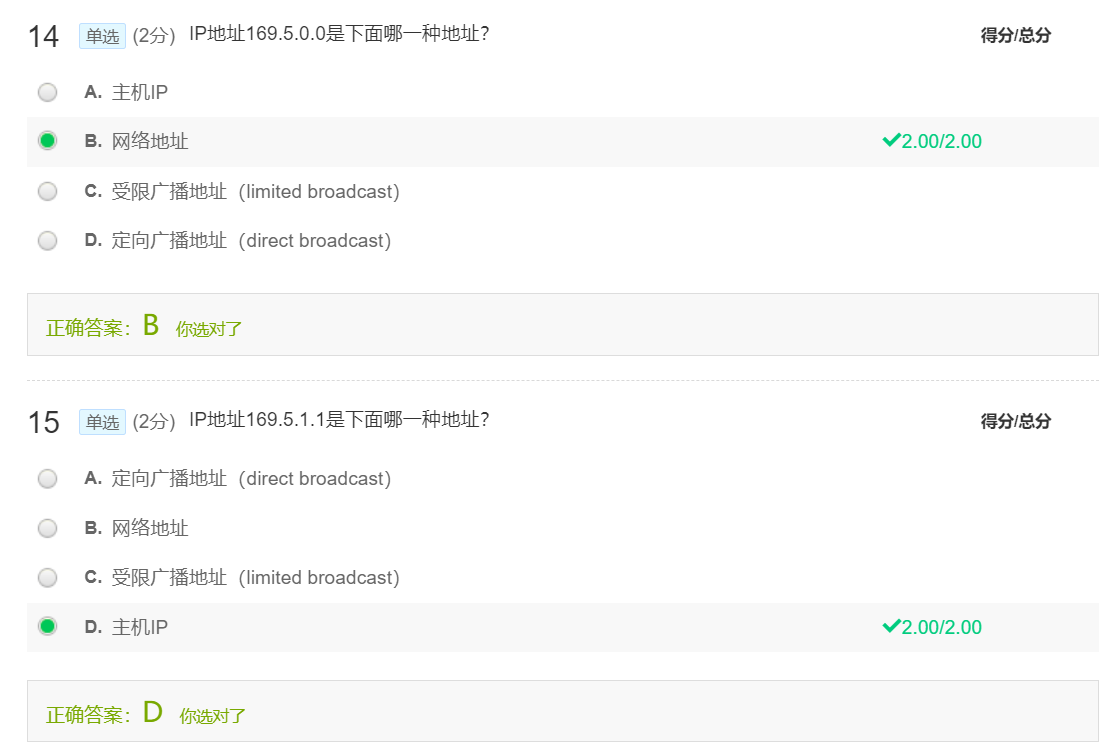 14 单选 (2分) IP地址169.5.0.0是下面哪一种地址? 得分/总分
A. 主机IP
B. 网络地址 2.00/2.00
C. 受限广播地址（limited broadcast）
D. 定向广播地址（direct broadcast）
正确答案：B 你选对了
15 单选 (2分) IP地址169.5.1.1是下面哪一种地址? 得分/总分
A. 定向广播地址（direct broadcast）
B. 网络地址
C. 受限广播地址（limited broadcast）
D. 主机IP 2.00/2.00
正确答案：D 你选对了